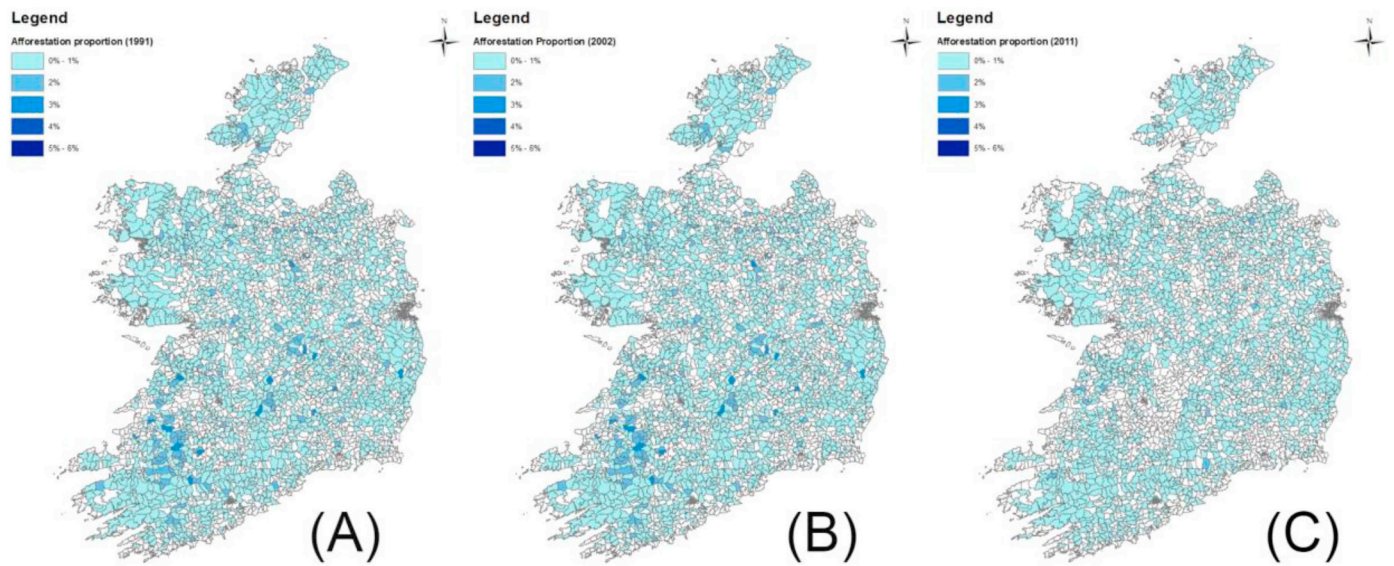 Legend
Afforestation proportion (1991)
0% - 1%
2%
3%
4%
5% - 6%
N
(A)
Legend
Afforestation Proportion (2002)
0% - 1%
2%
3%
4%
5% - 6%
N
(B)
Legend
Afforestation proportion (2011)
0% - 1%
2%
3%
4%
5% - 6%
N
(C)